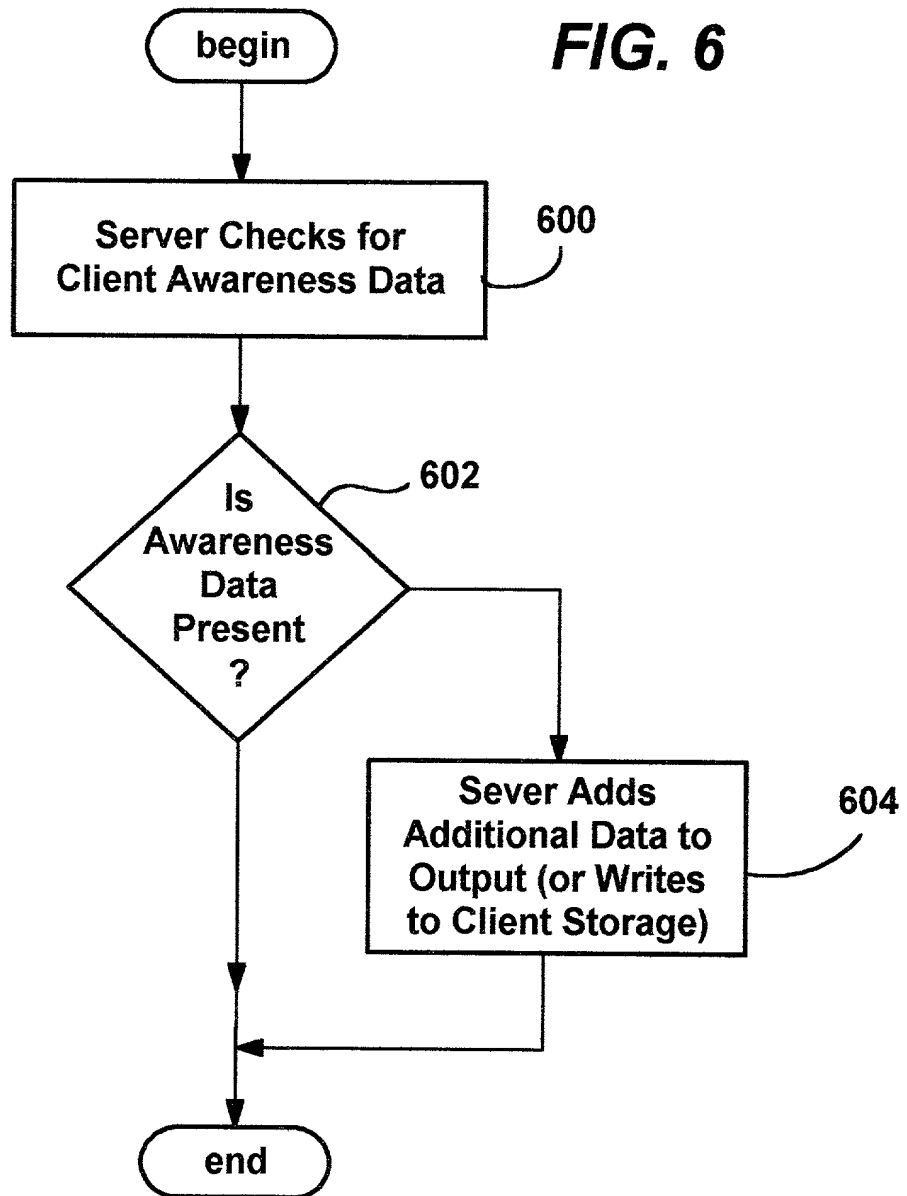 FIG. 6
begin
Server Checks for
Client Awareness Data
600
Is
Awareness
Data
Present
?
602
Sever Adds
Additional Data to
Output (or Writes
to Client Storage)
604
end